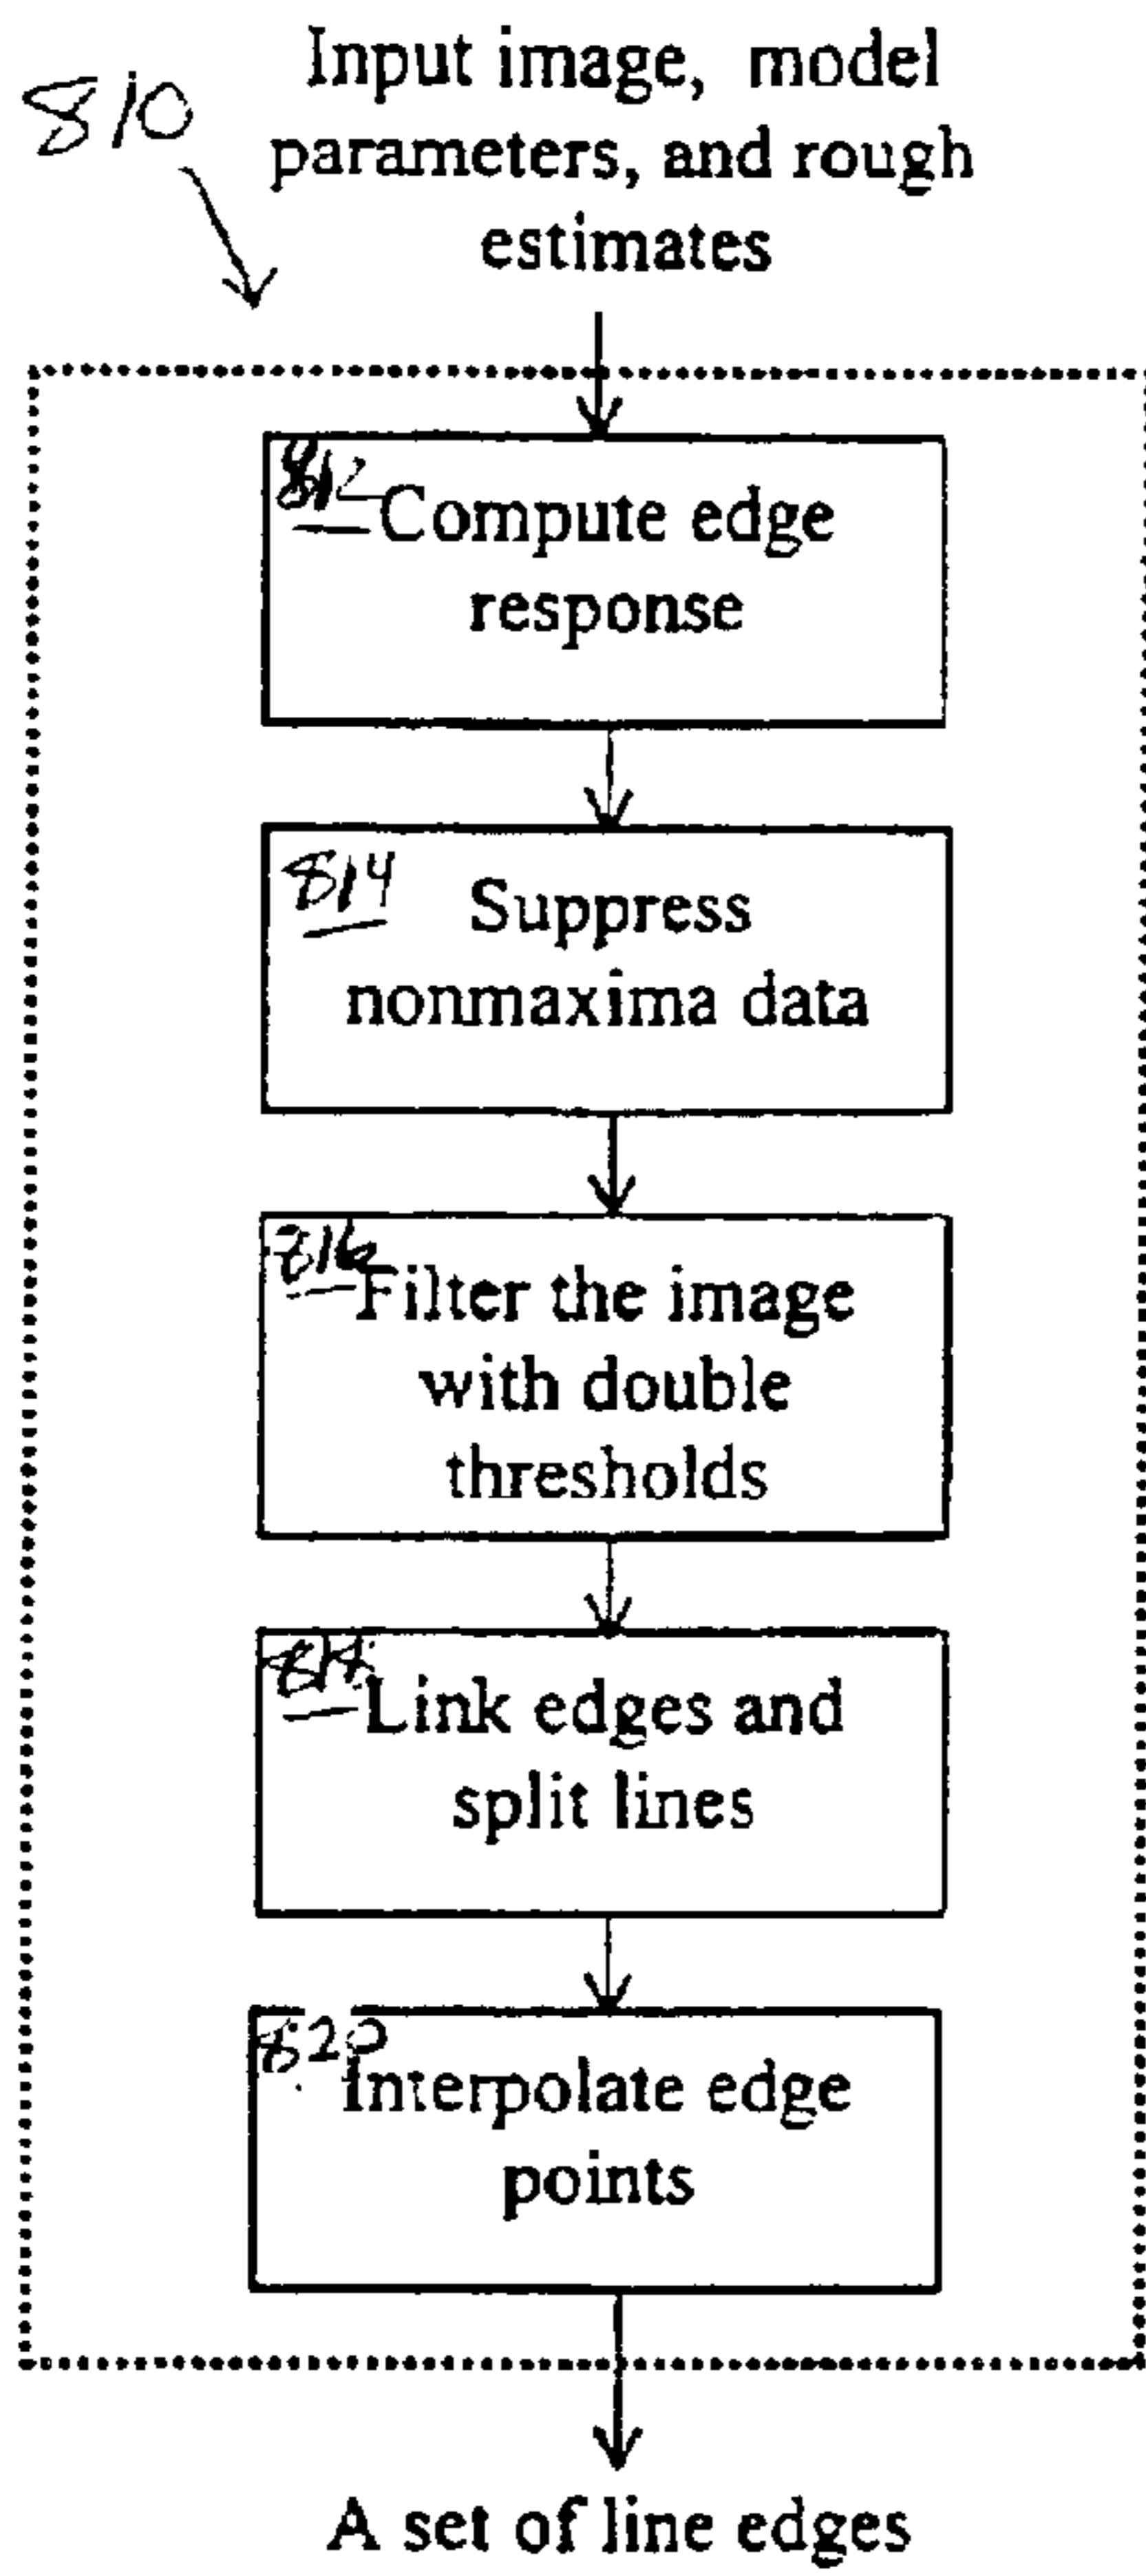 810
Input image, model
parameters, and rough
estimates
812
Compute edge
response
814
Suppress
nonmaxima data
816
Filter the image
with double
thresholds
818
Link edges and
split lines
820
Interpolate edge
points
A set of line edges